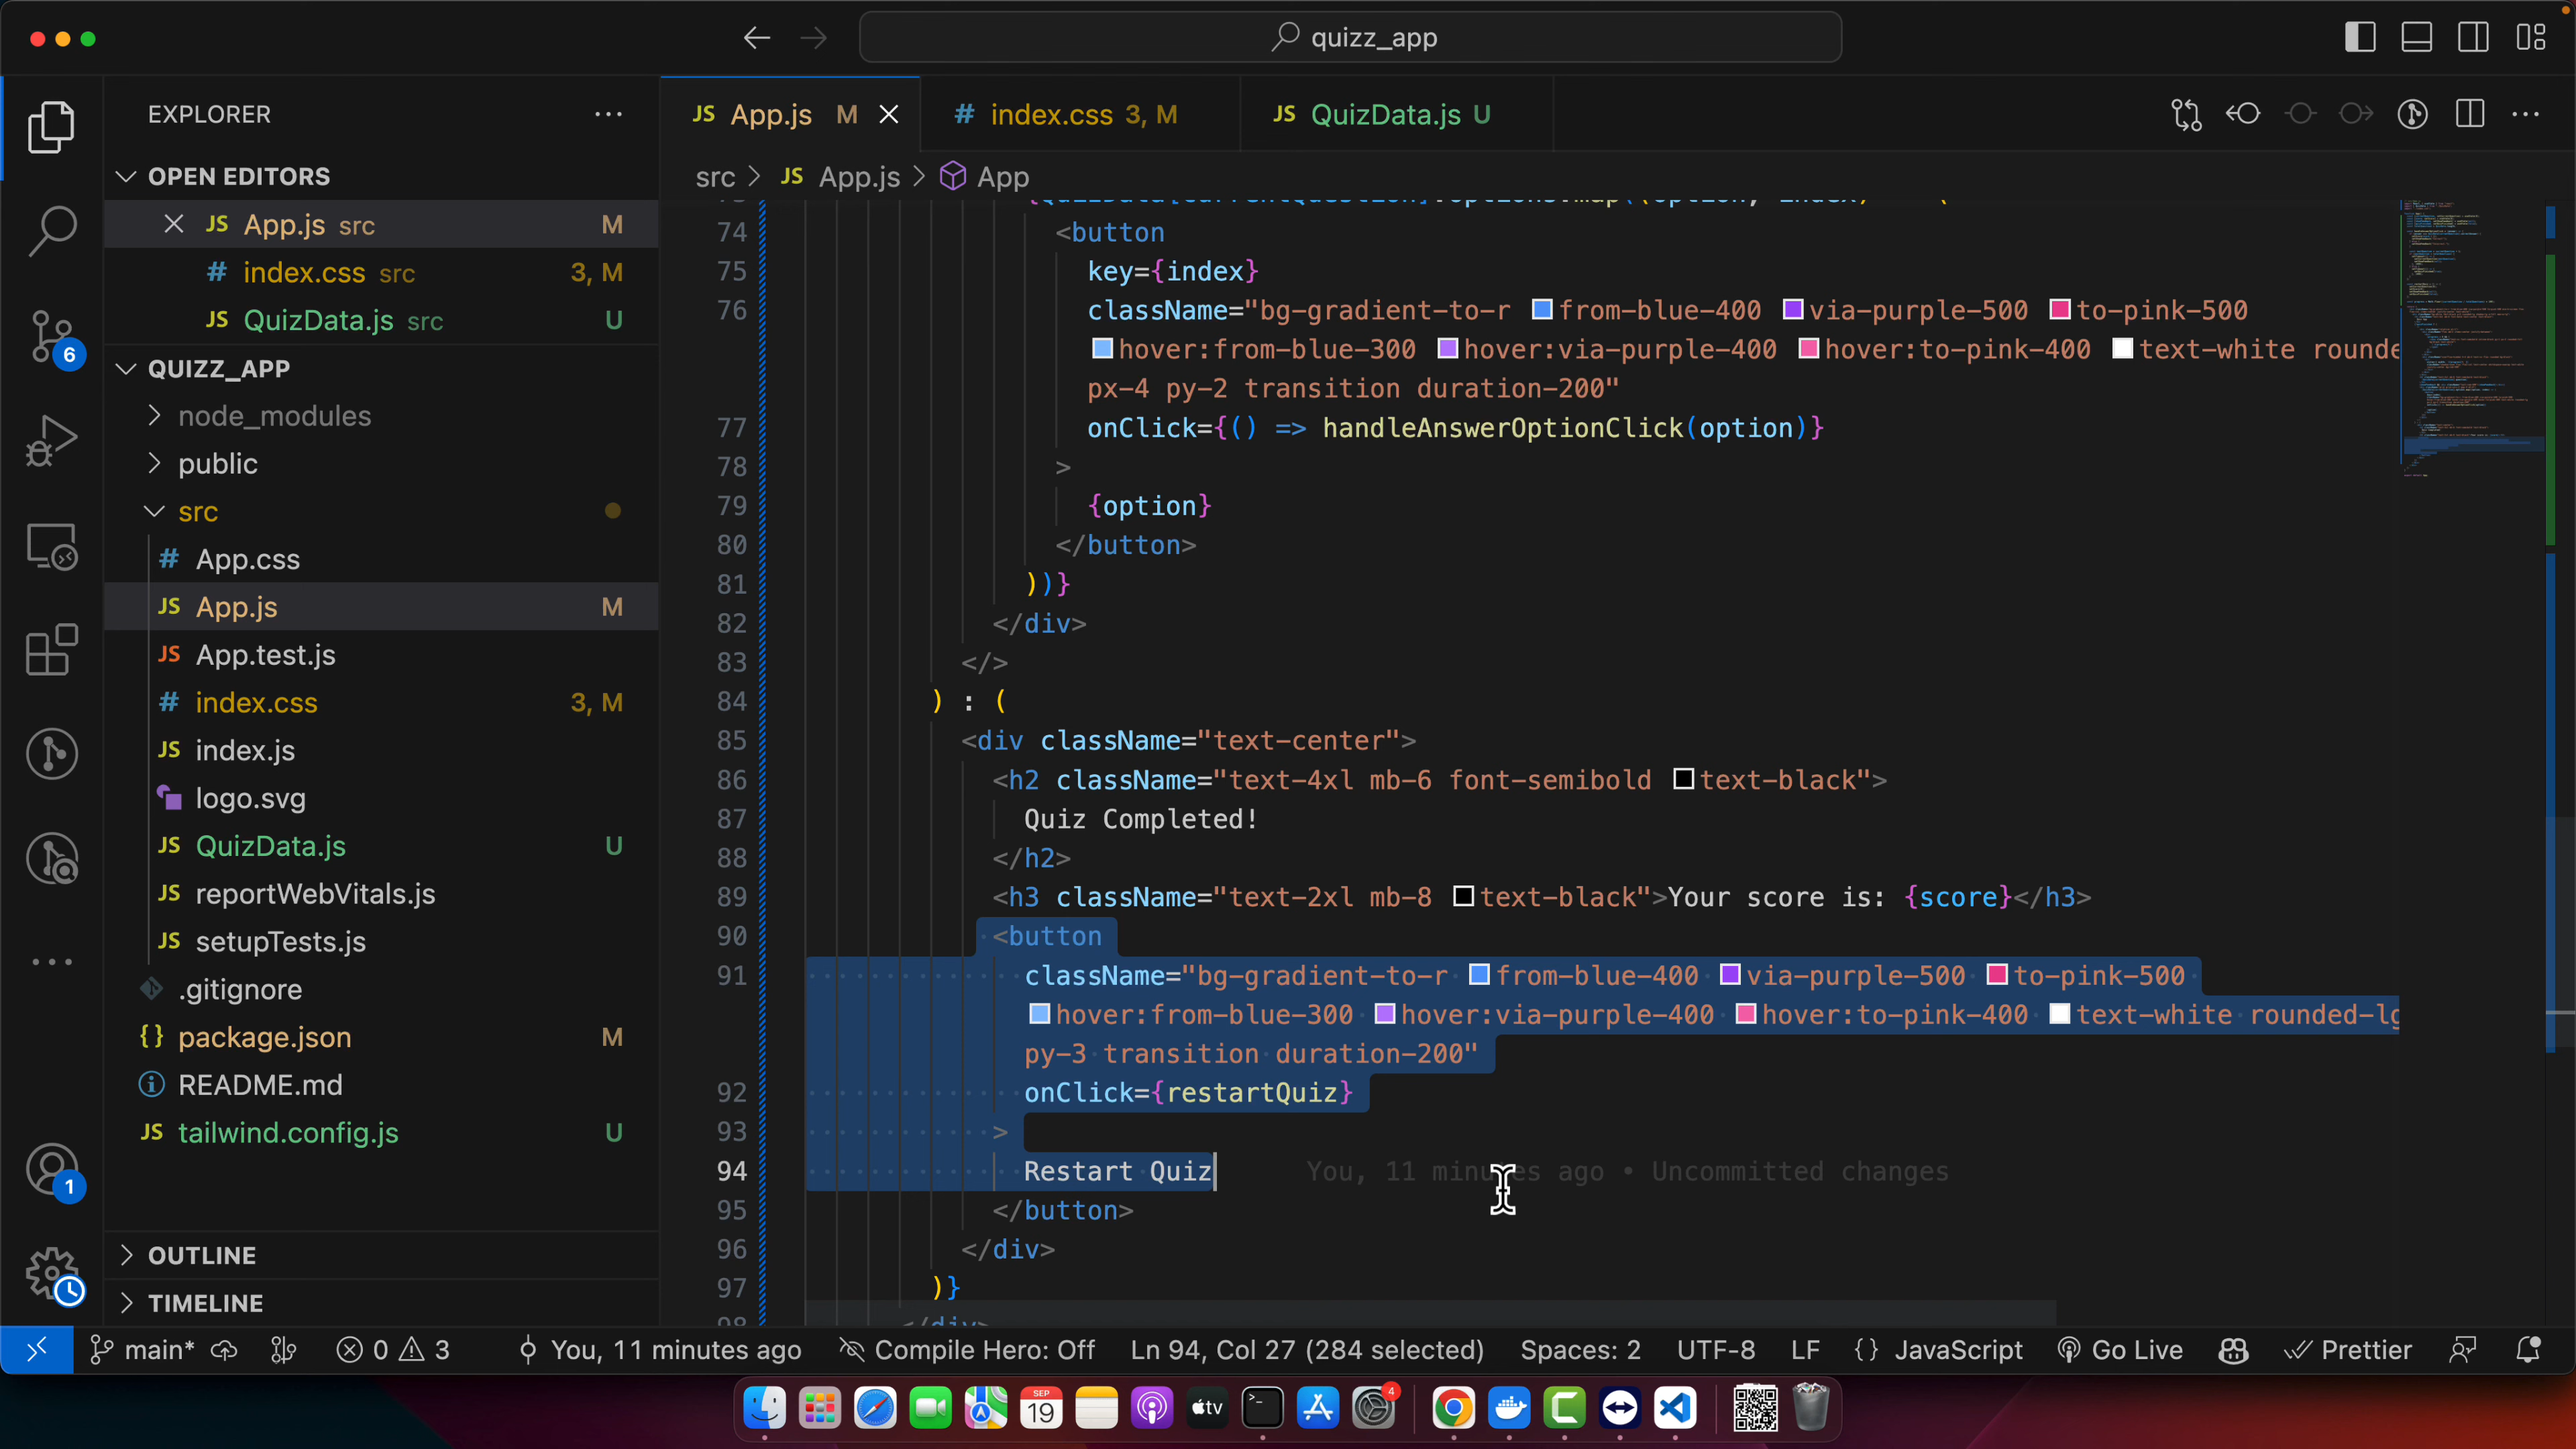 quizz_app
EXPLORER
OPEN EDITORS
JS App.js src M
# index.css src 3, M
JS QuizData.js src U
QUIZZ_APP
node_modules
public
src
# App.css
JS App.js M
JS App.test.js
# index.css 3, M
JS index.js
logo.svg
JS QuizData.js U
JS reportWebVitals.js
JS setupTests.js
.gitignore
{} package.json M
README.md
JS tailwind.config.js U
OUTLINE
TIMELINE
6
1
JS App.js M
# index.css 3, M
JS QuizData.js U
src > JS App.js > App
74 <button
75 key={index}
76 className="bg-gradient-to-r from-blue-400 via-purple-500 to-pink-500
hover:from-blue-300 hover:via-purple-400 hover:to-pink-400 text-white
px-4 py-2 transition duration-200"
77 onClick={() => handleAnswerOptionClick(option)}
78 >
79 {option}
80 </button>
81 ))}
82 </div>
83 </>
84 ) : (
85 <div className="text-center">
86 <h2 className="text-4xl mb-6 font-semibold text-black">
87 Quiz Completed!
88 </h2>
89 <h3 className="text-2xl mb-8 text-black">Your score is: {score}</h3>
90 <button
91 className="bg-gradient-to-r from-blue-400 via-purple-500 to-pink-500
hover:from-blue-300 hover:via-purple-400 hover:to-pink-400 text-white
py-3 transition duration-200"
92 onClick={restartQuiz}
93 >
94 Restart Quiz You, 11 minutes ago • Uncommitted changes
95 </button>
96 </div>
97 )}
main* 0 3 You, 11 minutes ago Compile Hero: Off Ln 94, Col 27 (284 selected) Spaces: 2 UTF-8 LF {} JavaScript Go Live Prettier
SEP
19
tv
4